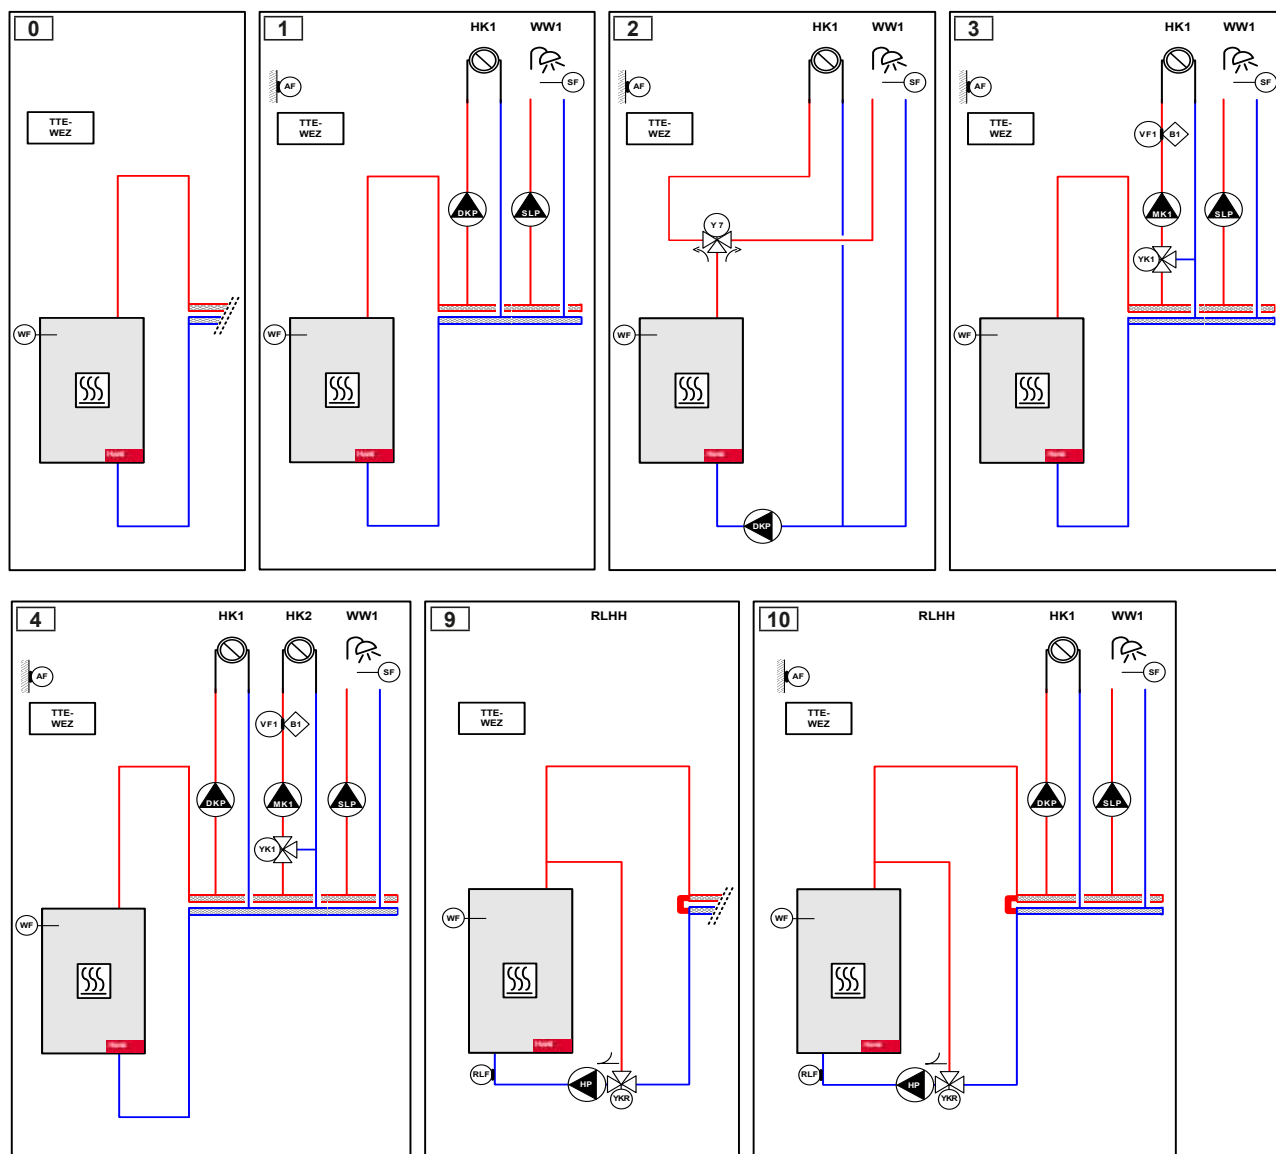 0
TTE-
WEZ
WF
1
HK1 WW1
AF
SF
TTE-
WEZ
DKP SLP
WF
2
HK1 WW1
AF
SF
TTE-
WEZ
Y7
WF
DKP
3
HK1 WW1
AF
SF
TTE-
WEZ
VF1 B1
MK1 SLP
YK1
WF
4
HK1 HK2 WW1
AF
SF
TTE-
WEZ
VF1 B1
DKP MK1 SLP
YK1
WF
9
RLHH
TTE-
WEZ
WF
RLF
HP
YKR
10
RLHH HK1 WW1
AF
SF
TTE-
WEZ
DKP SLP
WF
RLF
HP
YKR